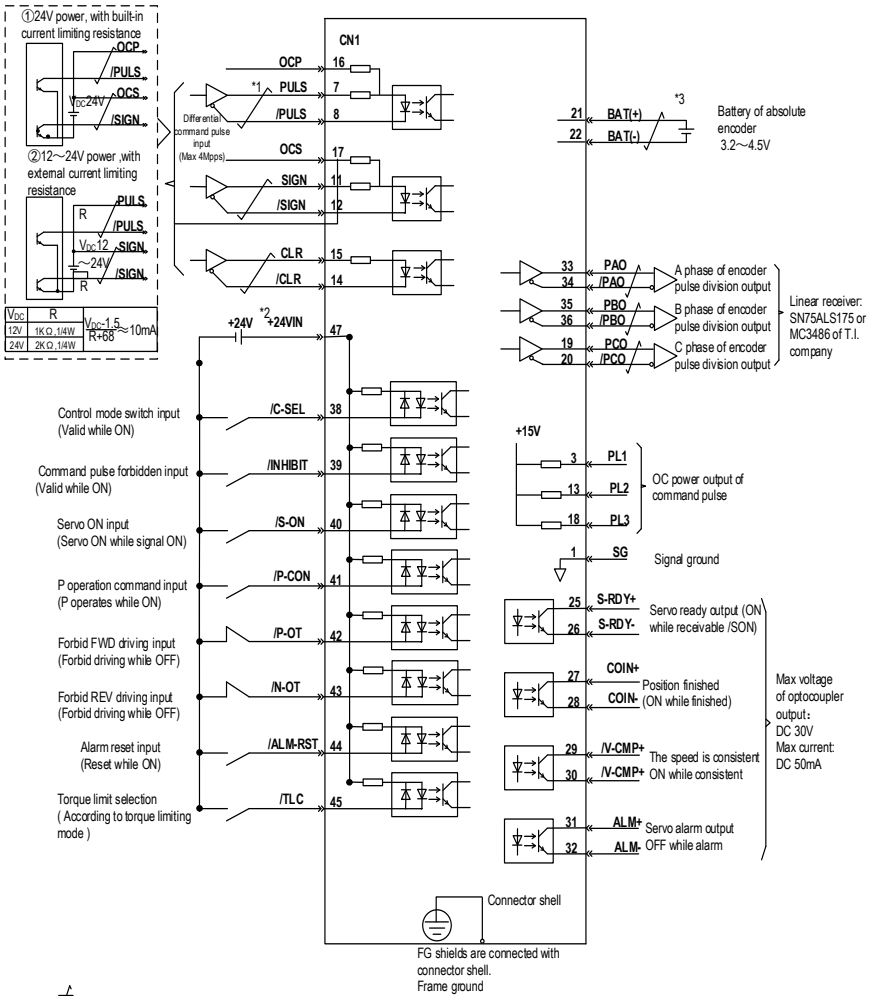 ①24V power, with built-in
current limiting resistance
OCP
/PULS
OCS
VDC24V
/SIGN
②12～24V power ,with
external current limiting
resistance
PULS
R
/PULS
VDC12
～24V
SIGN
/SIGN
R
VDC R
12V 1KΩ,1/4W
24V 2KΩ,1/4W
VDC-1.5
R+68
≈10mA
CN1
OCP 16
*1 PULS 7
/PULS 8
Differential
command pulse
input
(Max 4Mpps)
OCS 17
SIGN 11
/SIGN 12
CLR 15
/CLR 14
+24V *2 +24VIN 47
Control mode switch input
(Valid while ON)
/C-SEL 38
Command pulse forbidden input
(Valid while ON)
/INHIBIT 39
Servo ON input
(Servo ON while signal ON)
/S-ON 40
P operation command input
(P operates while ON)
/P-CON 41
Forbid FWD driving input
(Forbid driving while OFF)
/P-OT 42
Forbid REV driving input
(Forbid driving while OFF)
/N-OT 43
Alarm reset input
(Reset while ON)
/ALM-RST 44
Torque limit selection
( According to torque limiting
mode )
/TLC 45
21 BAT(+) *3
22 BAT(-)
Battery of absolute
encoder
3.2～4.5V
33 PAO
34 /PAO
A phase of encoder
pulse division output
35 PBO
36 /PBO
B phase of encoder
pulse division output
19 PCO
20 /PCO
C phase of encoder
pulse division output
Linear receiver:
SN75ALS175 or
MC3486 of T.I.
company
+15V
3 PL1
13 PL2
18 PL3
OC power output of
command pulse
1 SG Signal ground
25 S-RDY+
26 S-RDY-
Servo ready output (ON
while receivable /SON)
27 COIN+
28 COIN-
Position finished
(ON while finished)
29 /V-CMP+
30 /V-CMP+
The speed is consistent
ON while consistent
31 ALM+
32 ALM-
Servo alarm output
OFF while alarm
Max voltage
of optocoupler
output:
DC 30V
Max current:
DC 50mA
Connector shell
FG shields are connected with
connector shell.
Frame ground